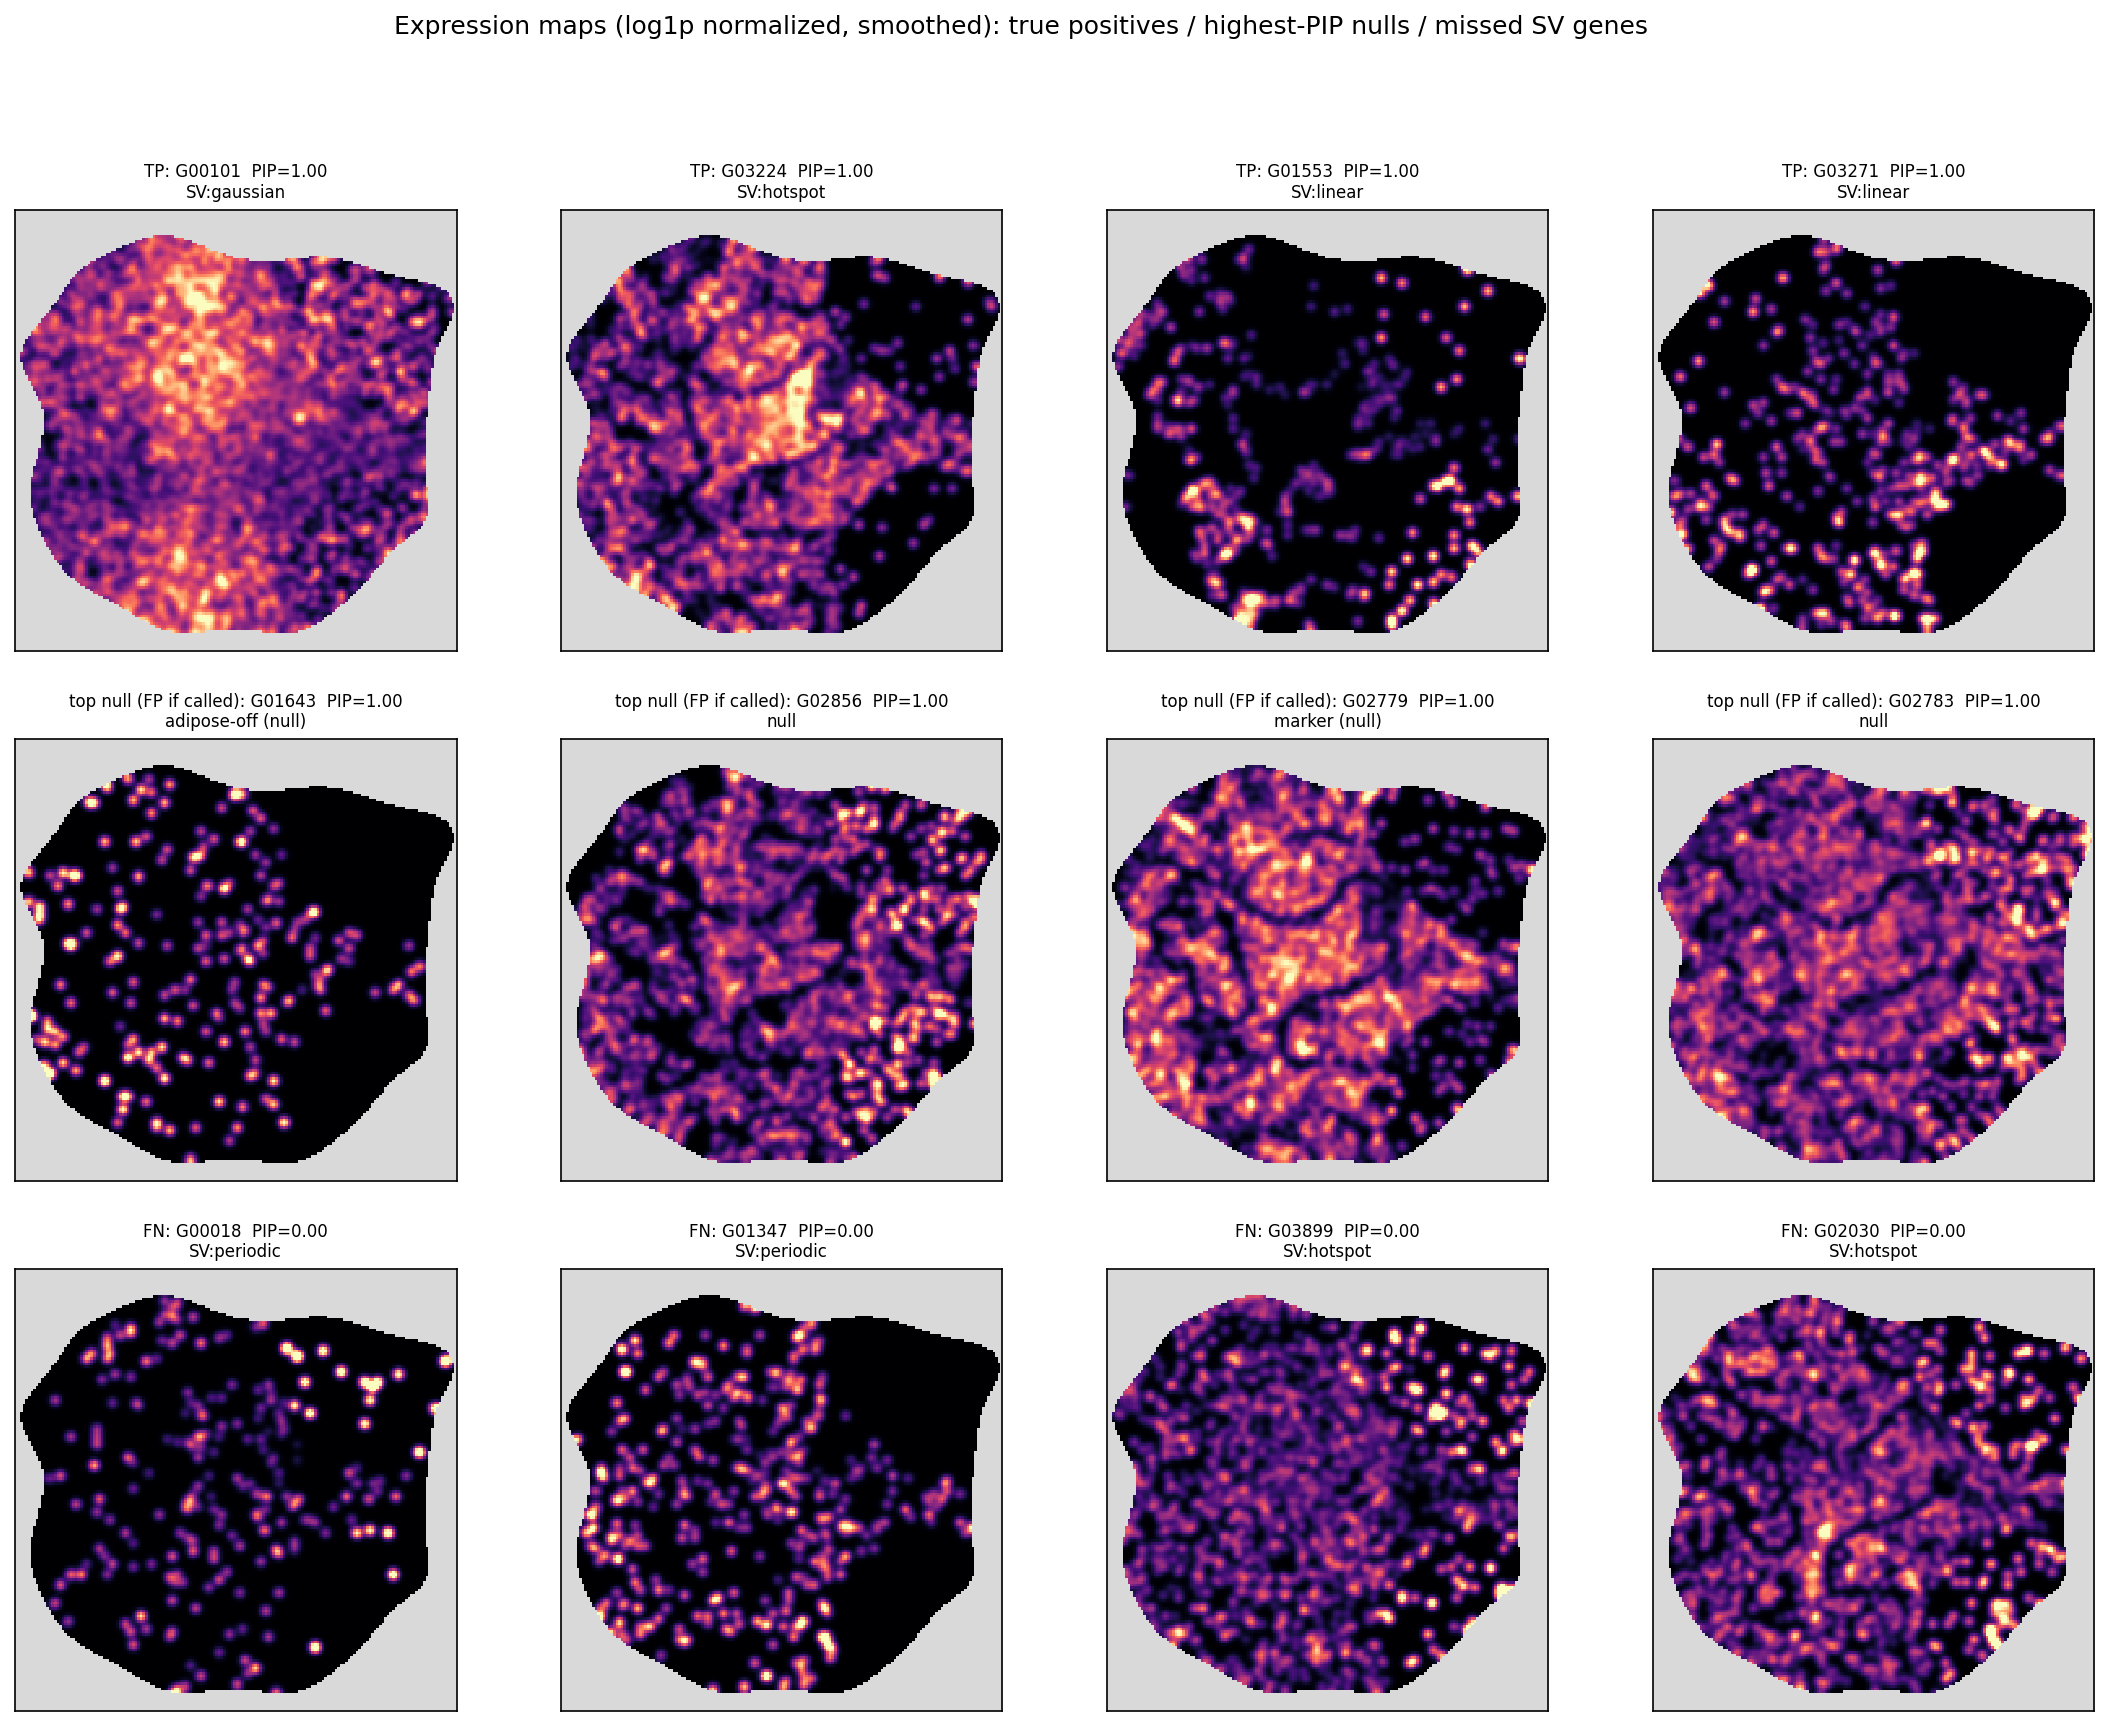 Expression maps (log1p normalized, smoothed): true positives / highest-PIP nulls / missed SV genes
TP: G00101  PIP=1.00
SV:gaussian
TP: G03224  PIP=1.00
SV:hotspot
TP: G01553  PIP=1.00
SV:linear
TP: G03271  PIP=1.00
SV:linear
top null (FP if called): G01643  PIP=1.00
adipose-off (null)
top null (FP if called): G02856  PIP=1.00
null
top null (FP if called): G02779  PIP=1.00
marker (null)
top null (FP if called): G02783  PIP=1.00
null
FN: G00018  PIP=0.00
SV:periodic
FN: G01347  PIP=0.00
SV:periodic
FN: G03899  PIP=0.00
SV:hotspot
FN: G02030  PIP=0.00
SV:hotspot